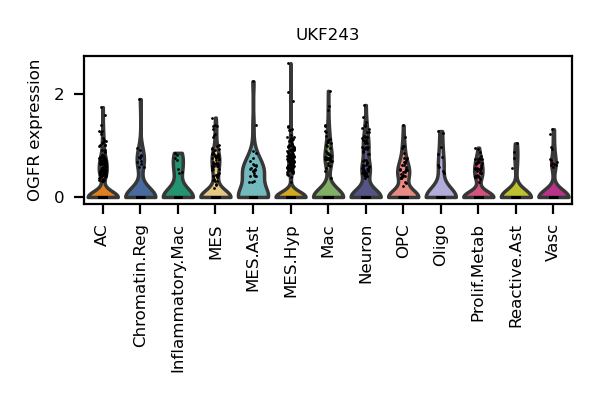 UKF243
OGFR expression
2
0
AC
Chromatin.Reg
Inflammatory.Mac
MES
MES.Ast
MES.Hyp
Mac
Neuron
OPC
Oligo
Prolif.Metab
Reactive.Ast
Vasc